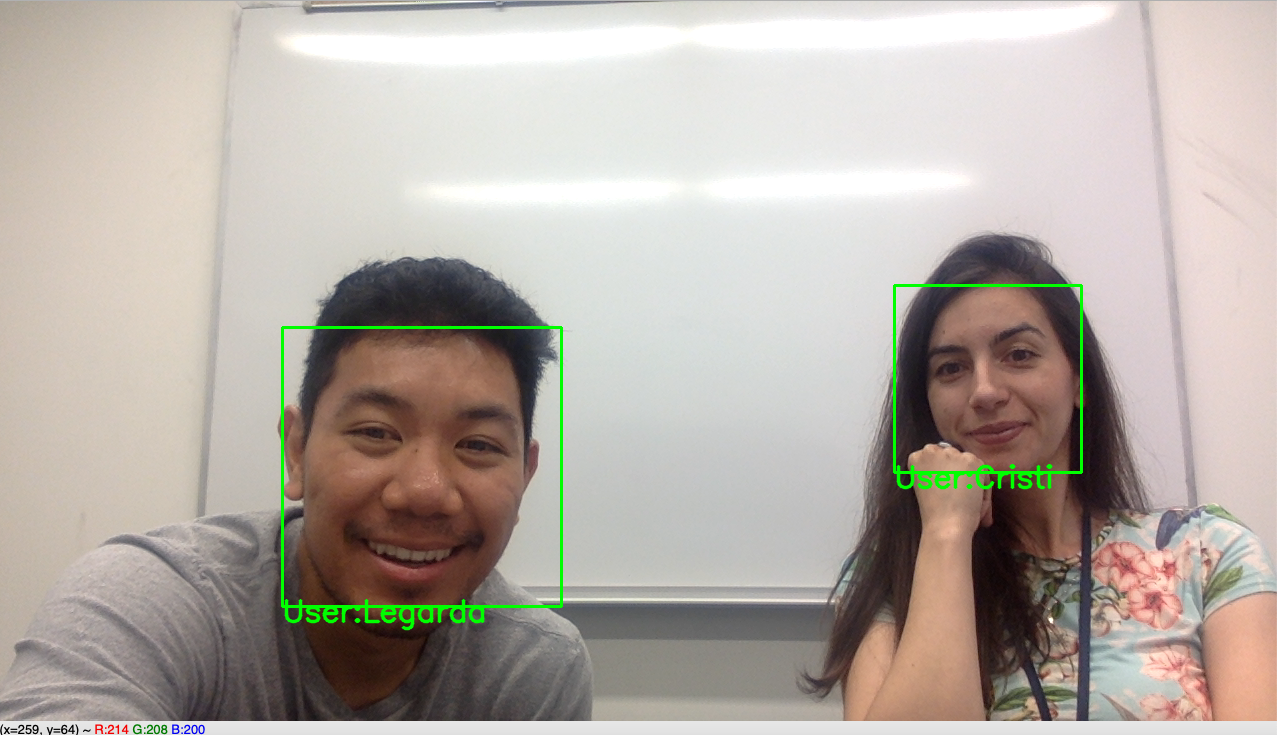 User:Cristi
User:Legarda
(x=259, y=64) ~ R:214 G:208 B:200